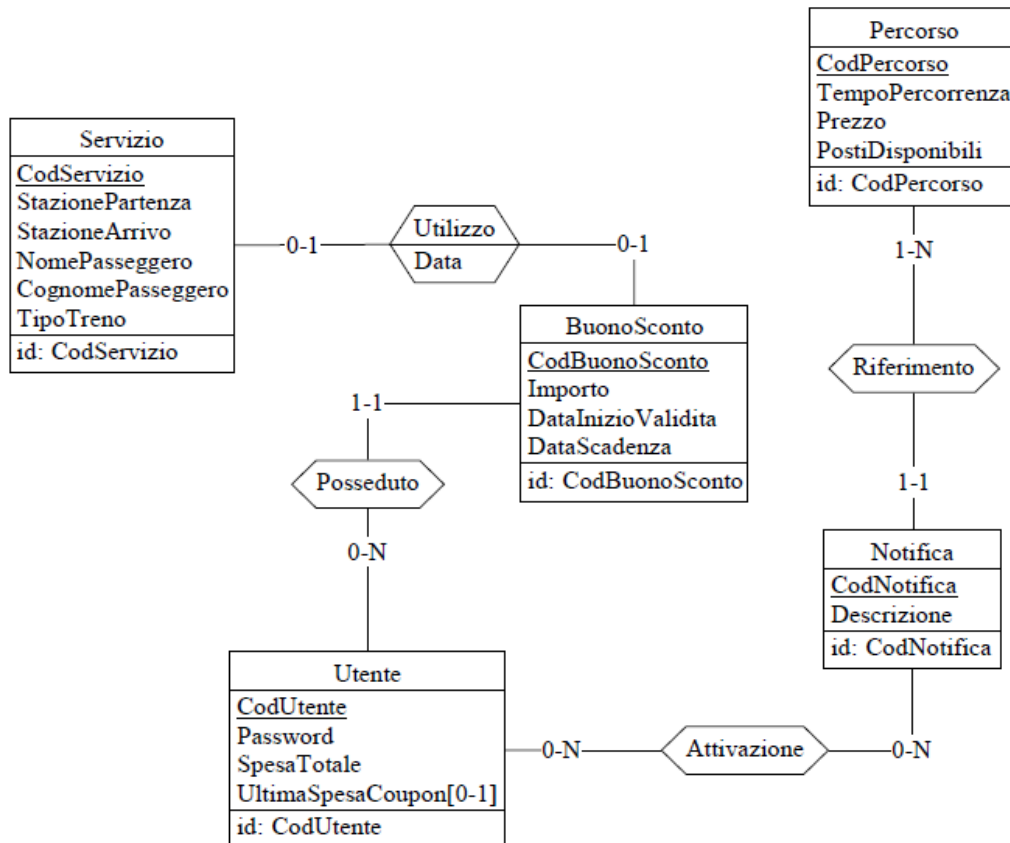 Percorso
CodPercorso
TempoPercorrenza
Prezzo
PostiDisponibili
id: CodPercorso
Servizio
CodServizio
StazionePartenza
StazioneArrivo
NomePasseggero
CognomePasseggero
TipoTreno
id: CodServizio
0-1
Utilizzo
Data
0-1
1-N
BuonoSconto
CodBuonoSconto
Importo
DataInizioValidita
DataScadenza
id: CodBuonoSconto
Riferimento
1-1
Posseduto
0-N
1-1
Notifica
CodNotifica
Descrizione
id: CodNotifica
Utente
CodUtente
Password
SpesaTotale
UltimaSpesaCoupon[0-1]
id: CodUtente
0-N
Attivazione
0-N